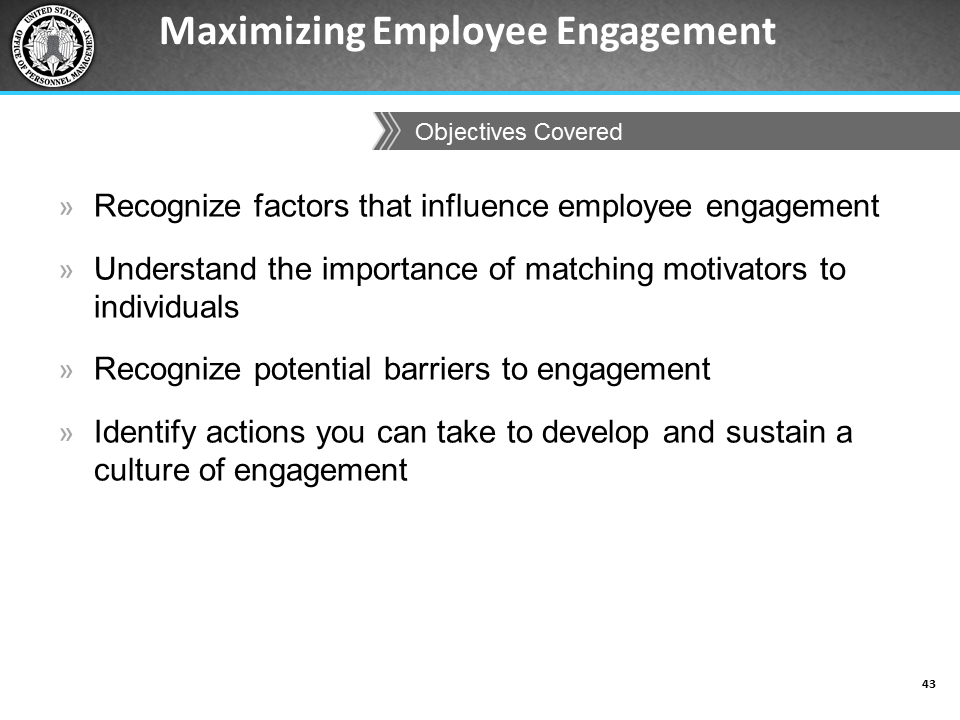 Maximizing Employee Engagement
UNITED STATES
OFFICE OF PERSONNEL MANAGEMENT
Objectives Covered
» Recognize factors that influence employee engagement
» Understand the importance of matching motivators to
individuals
» Recognize potential barriers to engagement
» Identify actions you can take to develop and sustain a
culture of engagement
43